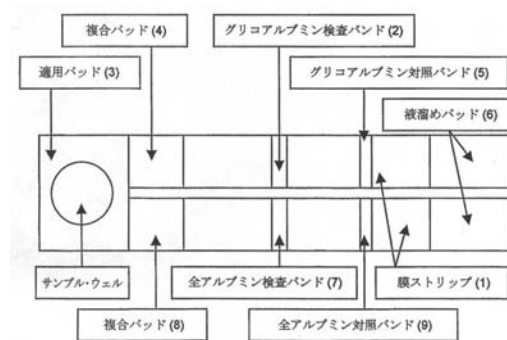 複合パッド (4)
グリコアルブミン検査バンド (2)
適用パッド (3)
グリコアルブミン対照バンド (5)
液溜めパッド (6)
サンプル・ウェル
全アルブミン検査バンド (7)
膜ストリップ (1)
複合パッド (8)
全アルブミン対照バンド (9)